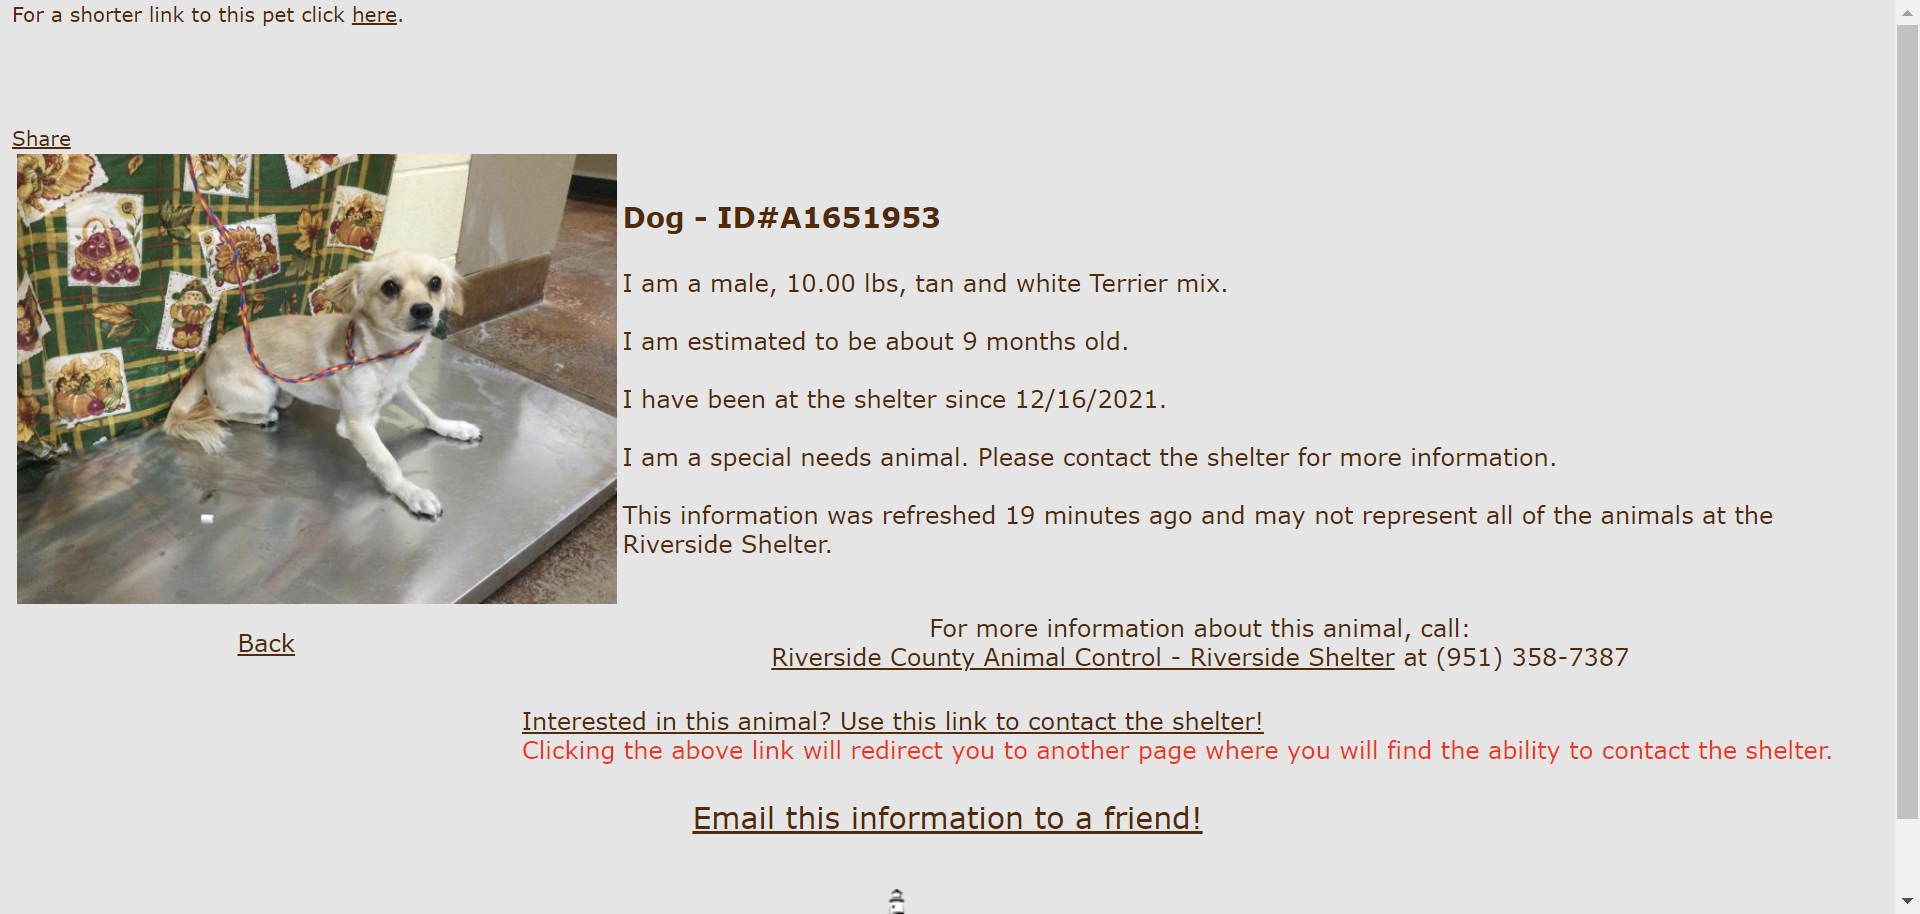 For a shorter link to this pet click here.
Share
Dog - ID#A1651953
I am a male, 10.00 lbs, tan and white Terrier mix.
I am estimated to be about 9 months old.
I have been at the shelter since 12/16/2021.
I am a special needs animal. Please contact the shelter for more information.
This information was refreshed 19 minutes ago and may not represent all of the animals at the
Riverside Shelter.
Back
For more information about this animal, call:
Riverside County Animal Control - Riverside Shelter at (951) 358-7387
Interested in this animal? Use this link to contact the shelter!
Clicking the above link will redirect you to another page where you will find the ability to contact the shelter.
Email this information to a friend!